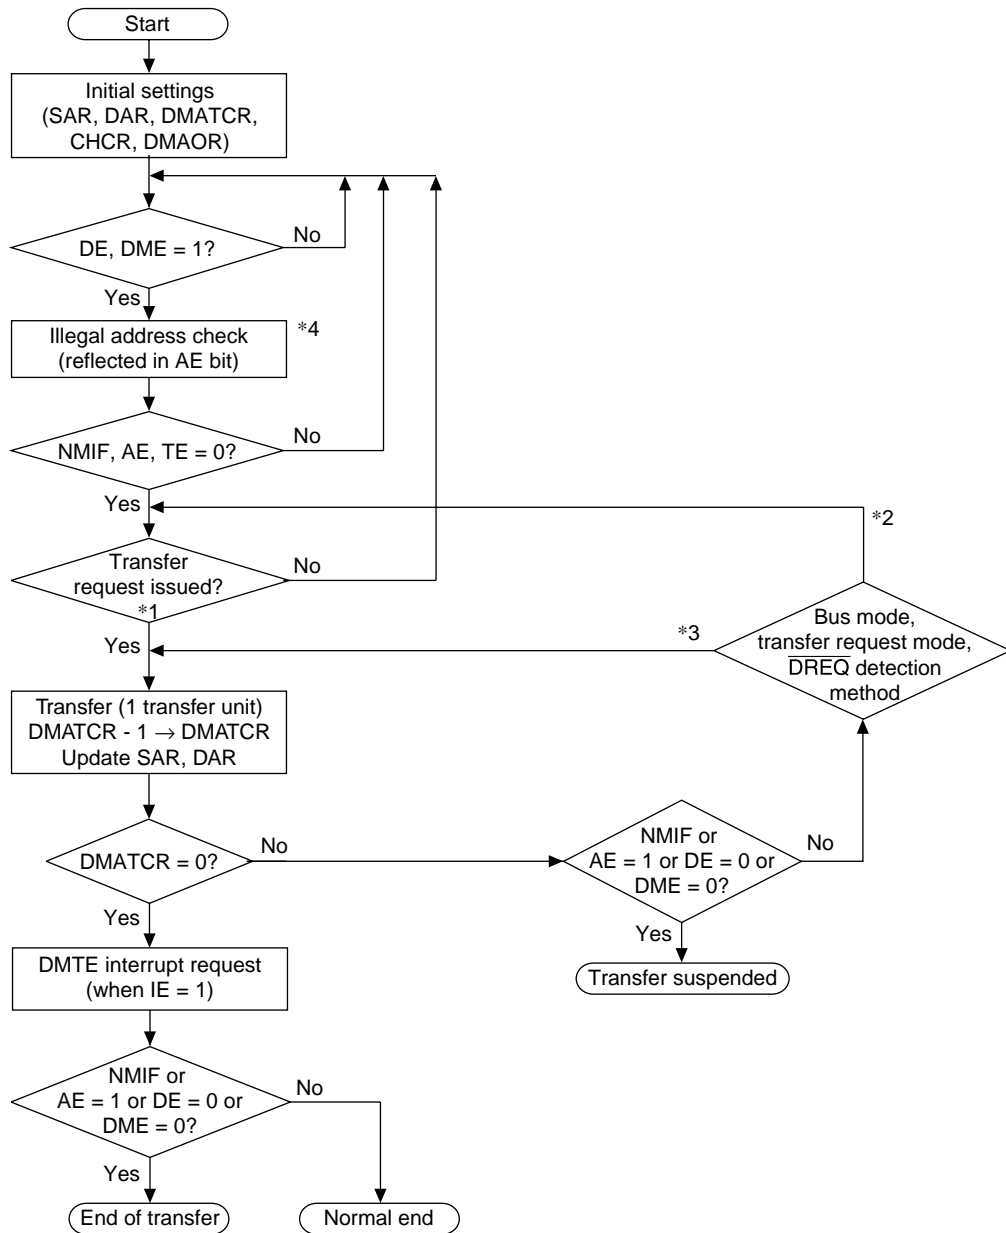 Start
Initial settings
(SAR, DAR, DMATCR,
CHCR, DMAOR)
DE, DME = 1?
No
Yes
Illegal address check
(reflected in AE bit)
*4
NMIF, AE, TE = 0?
No
Yes
*2
Transfer
request issued?
*1
No
Yes
*3
Bus mode,
transfer request mode,
DREQ detection
method
Transfer (1 transfer unit)
DMATCR - 1 → DMATCR
Update SAR, DAR
DMATCR = 0?
No
NMIF or
AE = 1 or DE = 0 or
DME = 0?
No
Yes
Yes
Transfer suspended
DMTE interrupt request
(when IE = 1)
NMIF or
AE = 1 or DE = 0 or
DME = 0?
No
Yes
End of transfer
Normal end